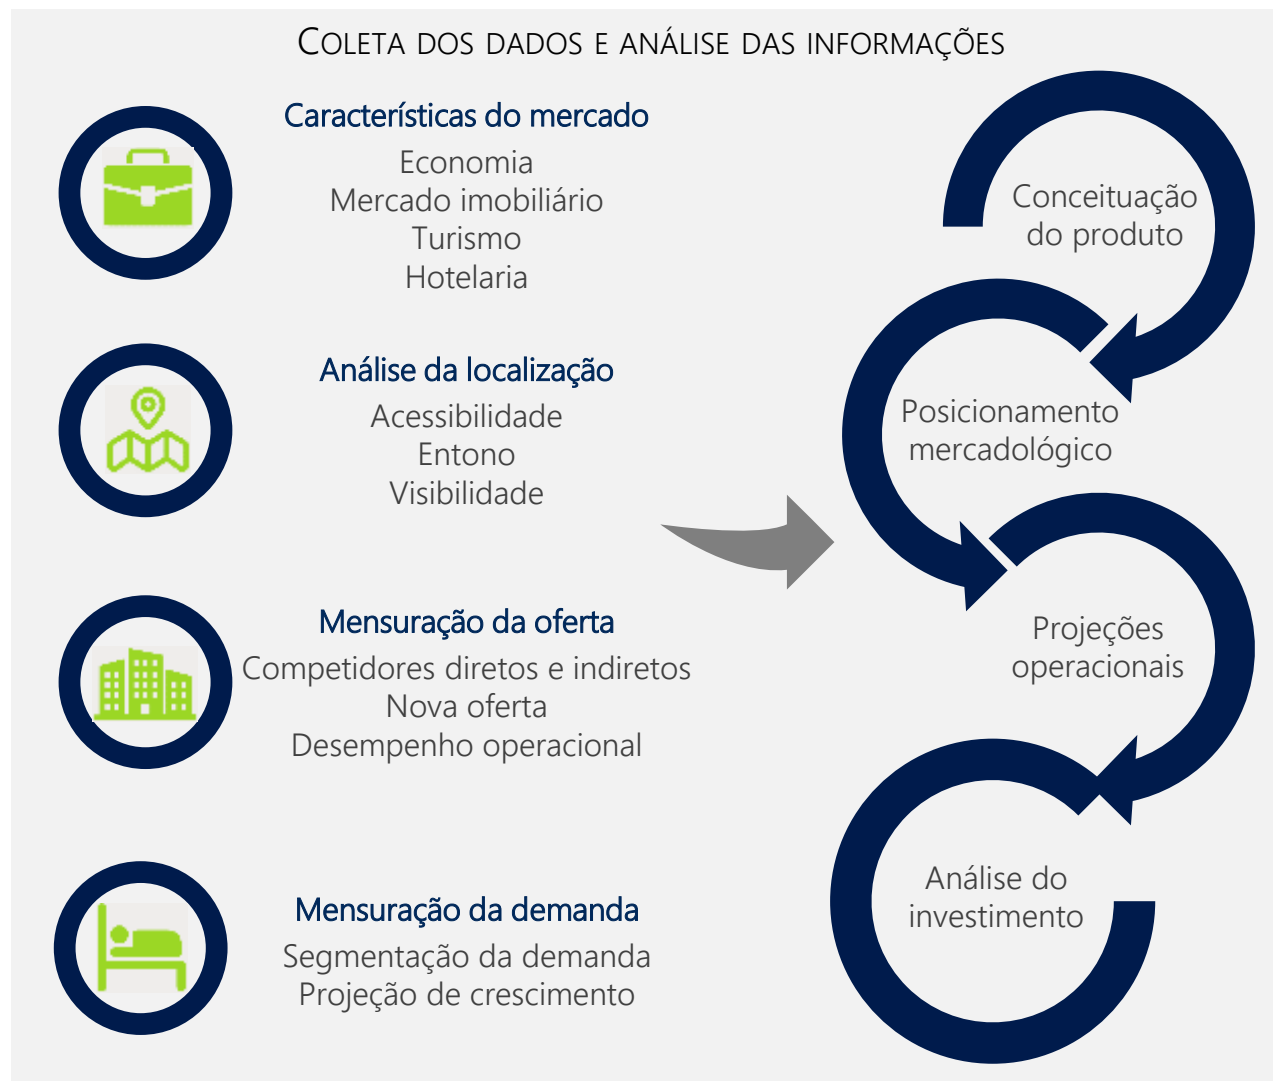 COLETA DOS DADOS E ANÁLISE DAS INFORMAÇÕES
Características do mercado
Economia
Mercado imobiliário
Turismo
Hotelaria
Análise da localização
Acessibilidade
Entono
Visibilidade
Mensuração da oferta
Competidores diretos e indiretos
Nova oferta
Desempenho operacional
Mensuração da demanda
Segmentação da demanda
Projeção de crescimento
Conceituação
do produto
Posicionamento
mercadológico
Projeções
operacionais
Análise do
investimento